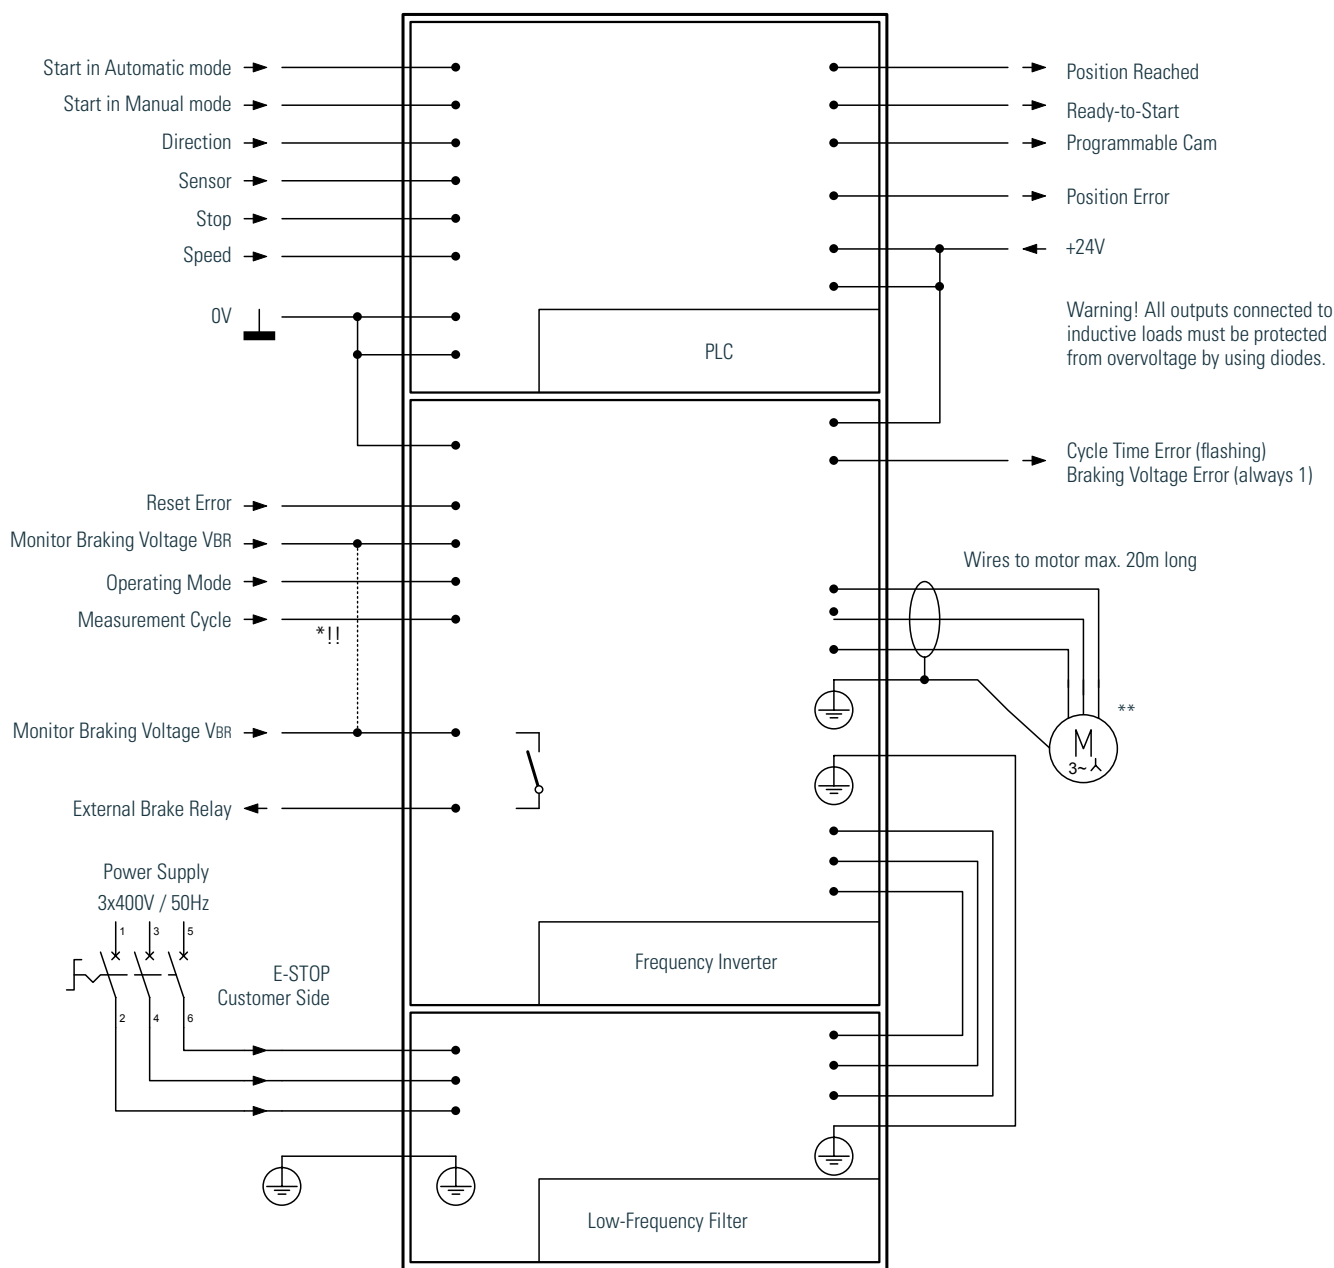 Start in Automatic mode
Start in Manual mode
Direction
Sensor
Stop
Speed
0V
Position Reached
Ready-to-Start
Programmable Cam
Position Error
+24V
Warning! All outputs connected to
inductive loads must be protected
from overvoltage by using diodes.
PLC
Cycle Time Error (flashing)
Braking Voltage Error (always 1)
Reset Error
Monitor Braking Voltage VBR
Operating Mode
Measurement Cycle
*!!
Monitor Braking Voltage VBR
External Brake Relay
Wires to motor max. 20m long
**
M
3~
Power Supply
3x400V / 50Hz
1 3 5
E-STOP
Customer Side
2 4 6
Frequency Inverter
Low-Frequency Filter